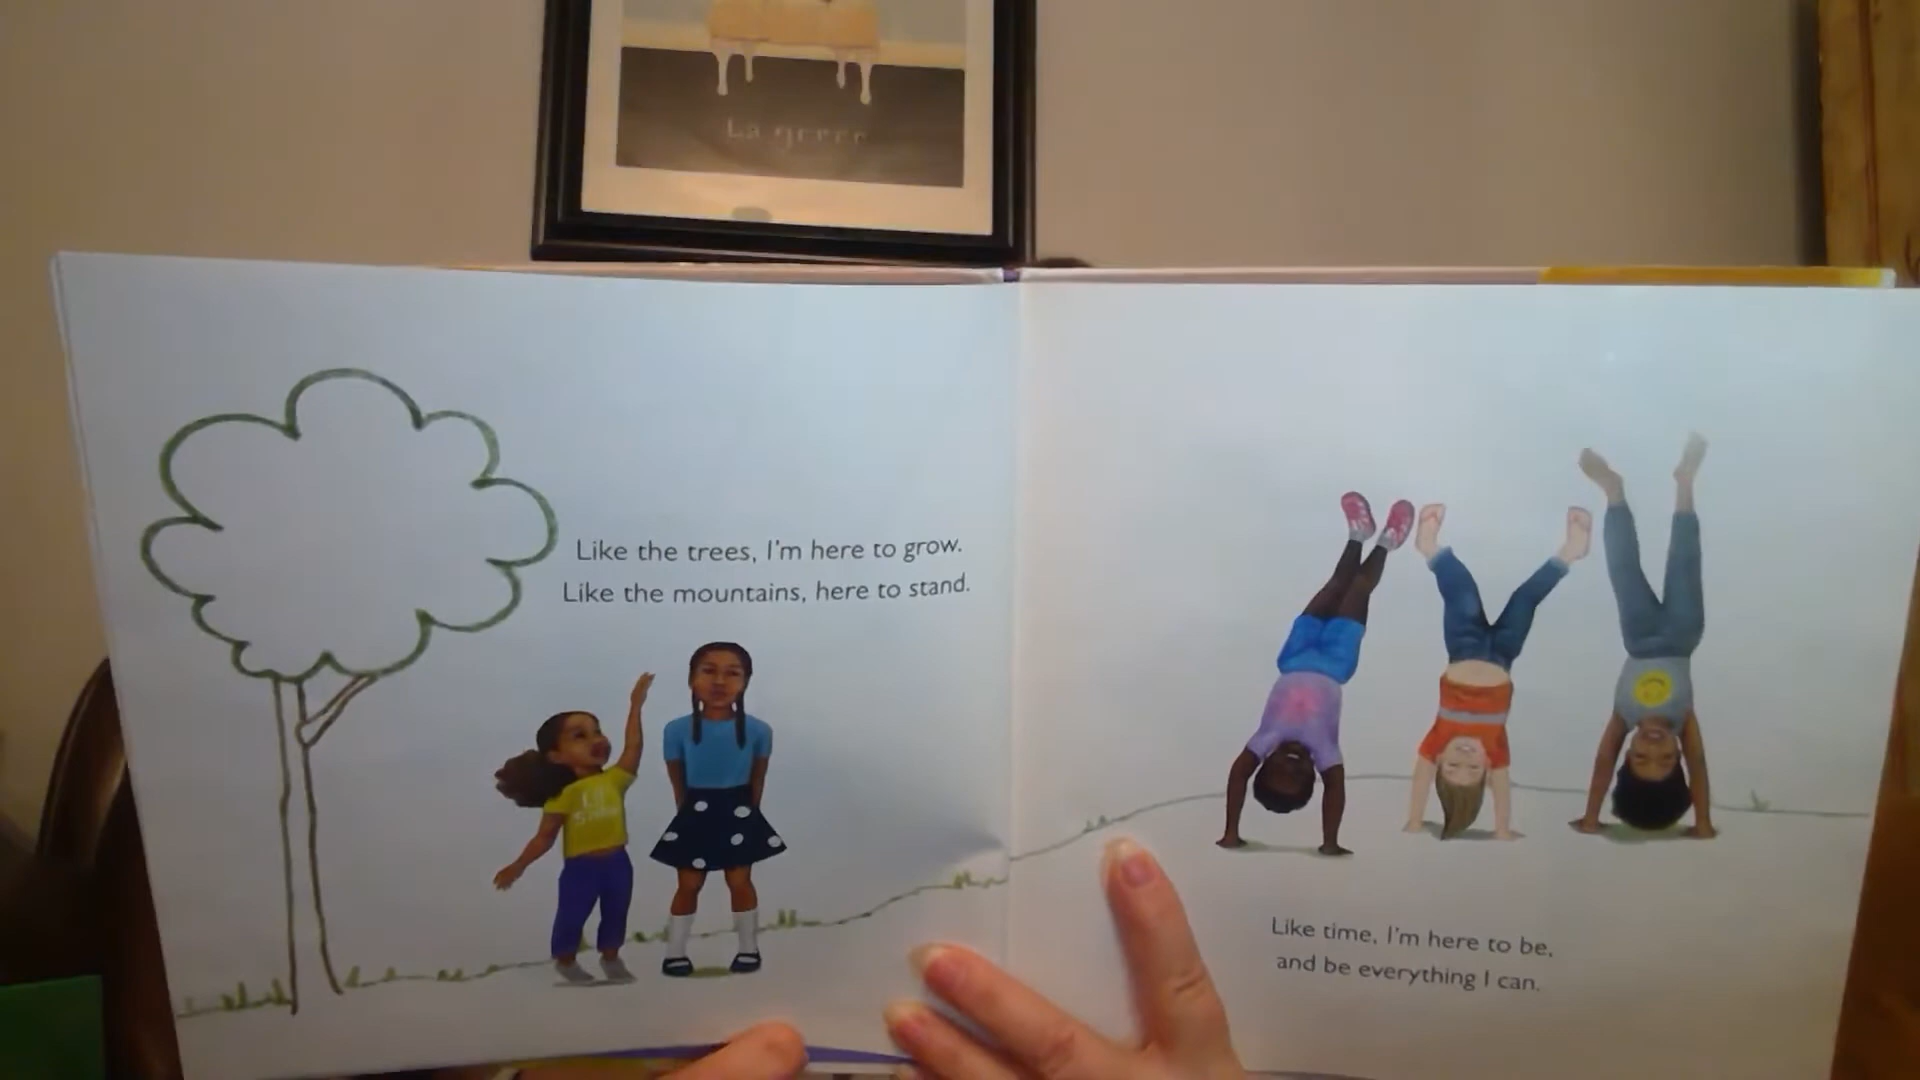 La
Like the trees, I'm here to grow.
Like the mountains, here to stand.
Like time, I'm here to be,
and be everything I can.